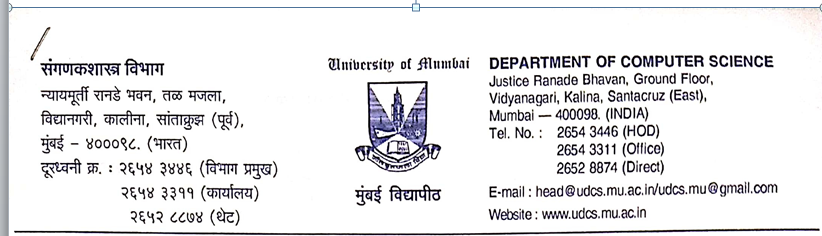 संगणकशास्त्र विभाग
न्यायमूर्ती रानडे भवन, तळ मजला,
विद्यानगरी, कालीना, सांताक्रुझ (पूर्व),
मुंबई - ४०००९८. (भारत)
दूरध्वनी क्र. : २६५४ ३४४६ (विभाग प्रमुख)
२६५४ ३३११ (कार्यालय)
२६५२ ८८७४ (थेट)
University of Mumbai
मुंबई विद्यापीठ
DEPARTMENT OF COMPUTER SCIENCE
Justice Ranade Bhavan, Ground Floor,
Vidyanagari, Kalina, Santacruz (East),
Mumbai — 400098. (INDIA)
Tel. No. : 2654 3446 (HOD)
2654 3311 (Office)
2652 8874 (Direct)
E-mail : head@udcs.mu.ac.in/udcs.mu@gmail.com
Website : www.udcs.mu.ac.in